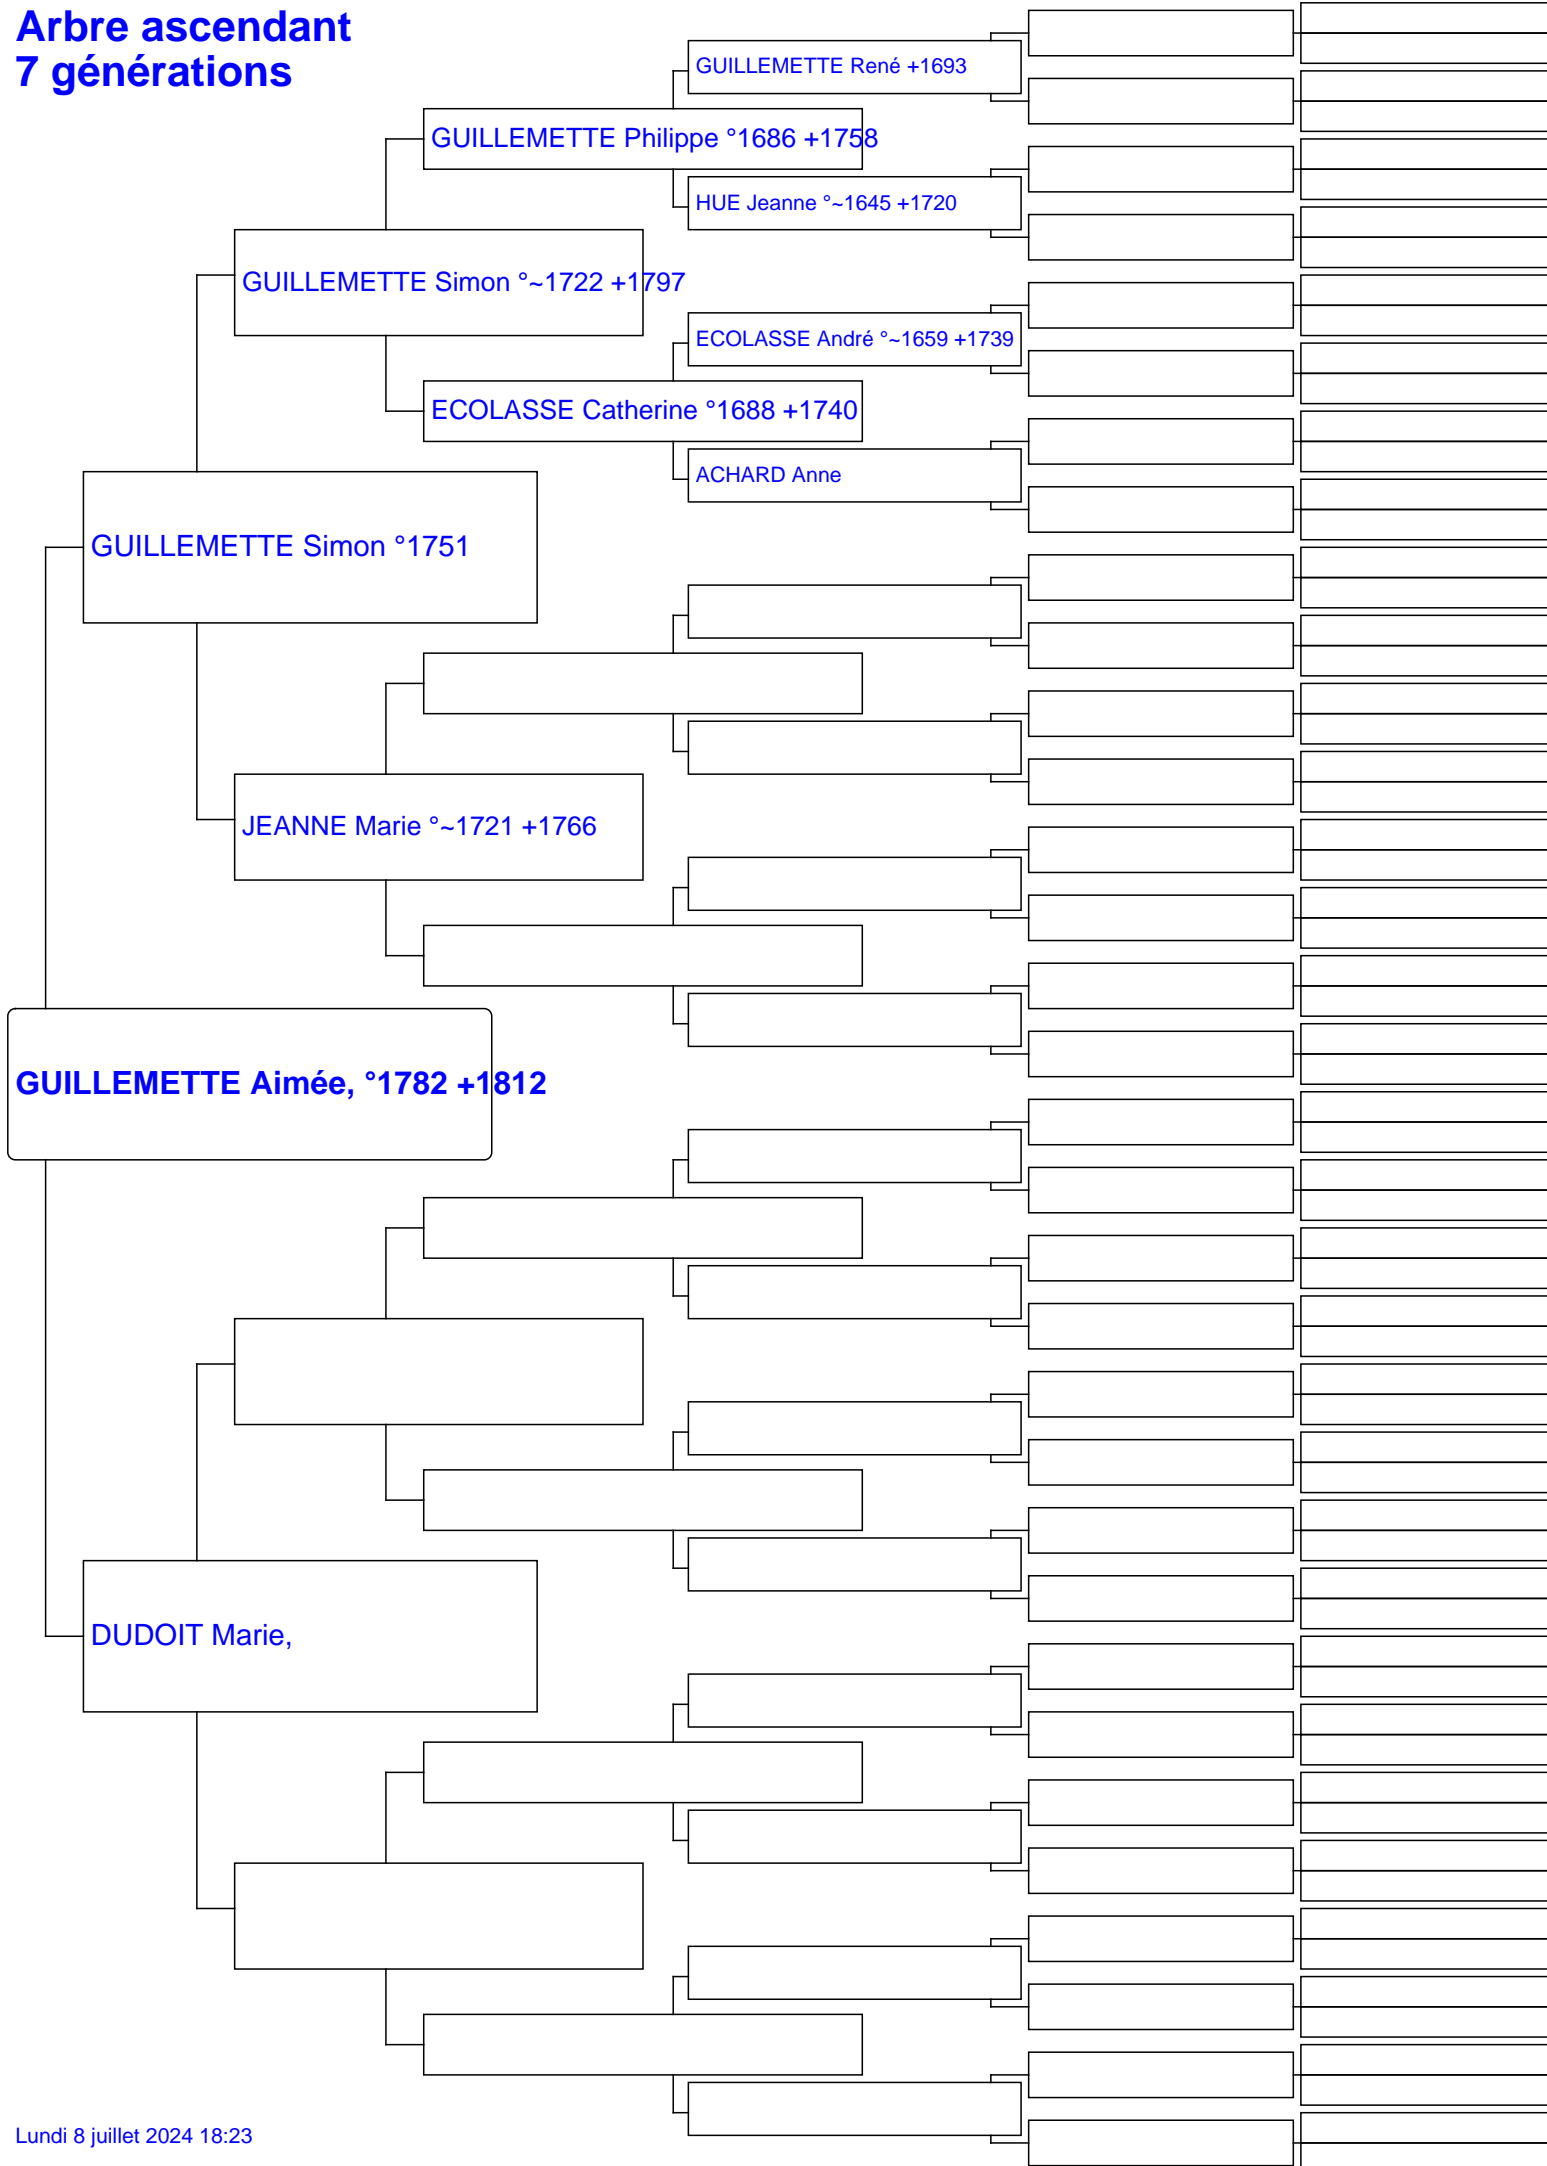 Arbre ascendant
7 générations
GUILLEMETTE René +1693
GUILLEMETTE Philippe °1686 +1758
HUE Jeanne °~1645 +1720
GUILLEMETTE Simon °~1722 +1797
ECOLASSE André °~1659 +1739
ECOLASSE Catherine °1688 +1740
ACHARD Anne
GUILLEMETTE Simon °1751
JEANNE Marie °~1721 +1766
GUILLEMETTE Aimée, °1782 +1812
DUDOIT Marie,
Lundi 8 juillet 2024 18:23